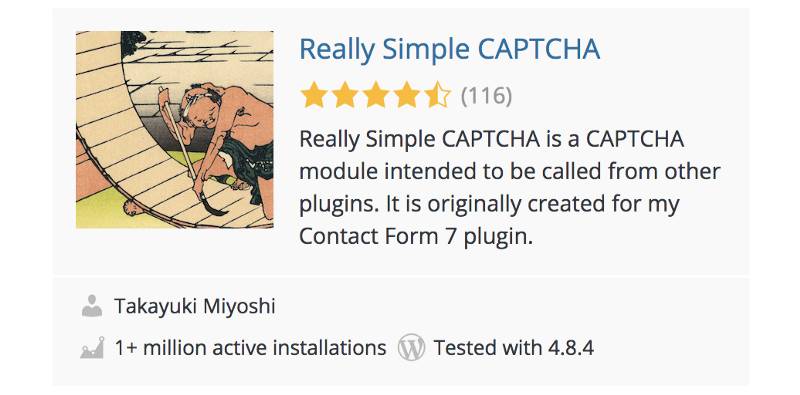 Really Simple CAPTCHA
(116)
Really Simple CAPTCHA is a CAPTCHA
module intended to be called from other
plugins. It is originally created for my
Contact Form 7 plugin.
Takayuki Miyoshi
1+ million active installations
Tested with 4.8.4